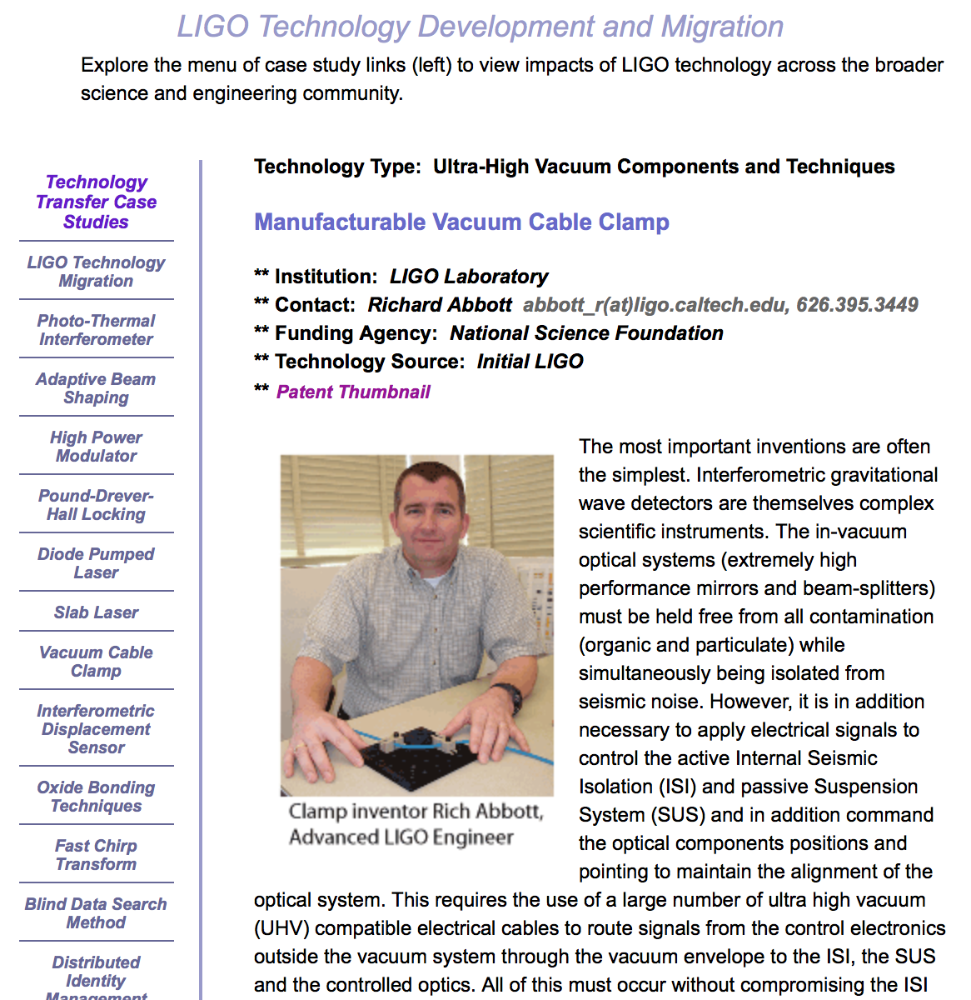 LIGO Technology Development and Migration
Explore the menu of case study links (left) to view impacts of LIGO technology across the broader
science and engineering community.
Technology
Transfer Case
Studies
LIGO Technology
Migration
Photo-Thermal
Interferometer
Adaptive Beam
Shaping
High Power
Modulator
Pound-Drever-
Hall Locking
Diode Pumped
Laser
Slab Laser
Vacuum Cable
Clamp
Interferometric
Displacement
Sensor
Oxide Bonding
Techniques
Fast Chirp
Transform
Blind Data Search
Method
Distributed
Identity
Management
Technology Type: Ultra-High Vacuum Components and Techniques
Manufacturable Vacuum Cable Clamp
** Institution: LIGO Laboratory
** Contact: Richard Abbott abbott_r(at)ligo.caltech.edu, 626.395.3449
** Funding Agency: National Science Foundation
** Technology Source: Initial LIGO
** Patent Thumbnail
Clamp inventor Rich Abbott,
Advanced LIGO Engineer
The most important inventions are often
the simplest. Interferometric gravitational
wave detectors are themselves complex
scientific instruments. The in-vacuum
optical systems (extremely high
performance mirrors and beam-splitters)
must be held free from all contamination
(organic and particulate) while
simultaneously being isolated from
seismic noise. However, it is in addition
necessary to apply electrical signals to
control the active Internal Seismic
Isolation (ISI) and passive Suspension
System (SUS) and in addition command
the optical components positions and
pointing to maintain the alignment of the
optical system. This requires the use of a large number of ultra high vacuum
(UHV) compatible electrical cables to route signals from the control electronics
outside the vacuum system through the vacuum envelope to the ISI, the SUS
and the controlled optics. All of this must occur without compromising the ISI